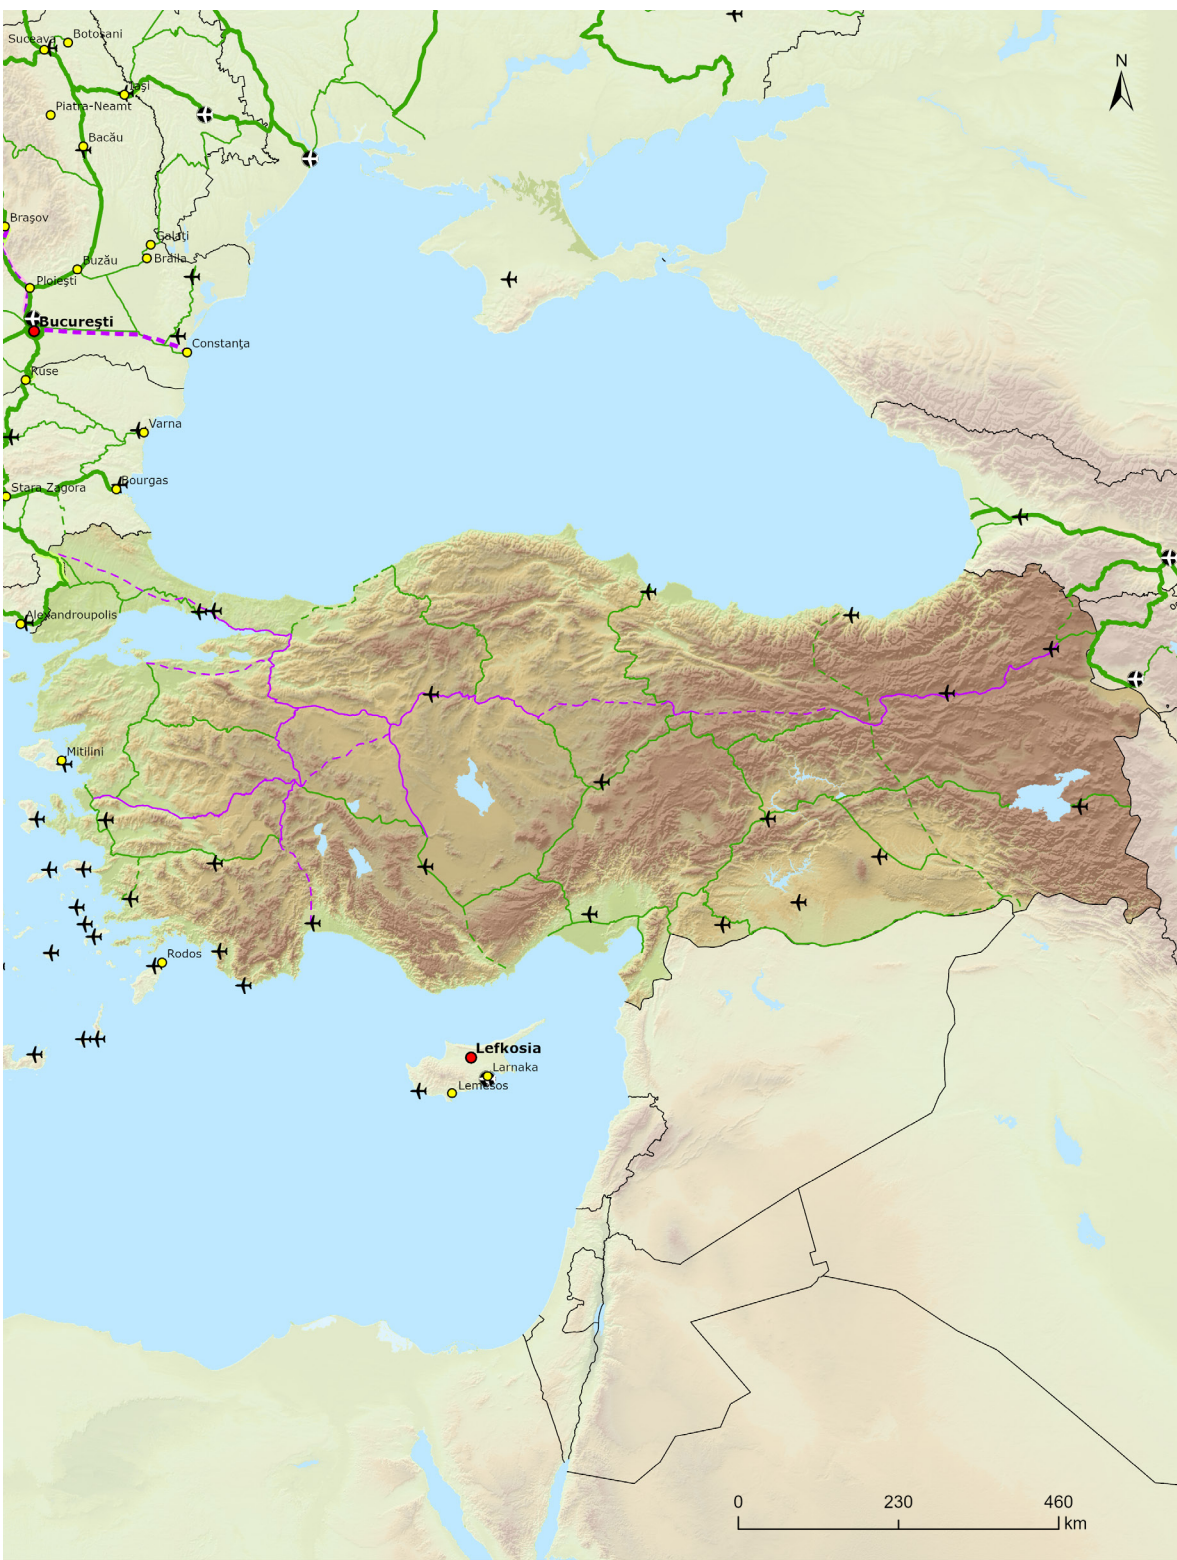 Suceava
Botoşani
N
Iaşi
Piatra-Neamt
Bacău
Braşov
Galaţi
Brăila
Buzău
Ploieşti
Bucureşti
Constanţa
Ruse
Varna
Bourgas
Stara Zagora
Alexandroupolis
Mitilini
Rodos
Lefkosia
Larnaka
Lemesos
0 230 460
km